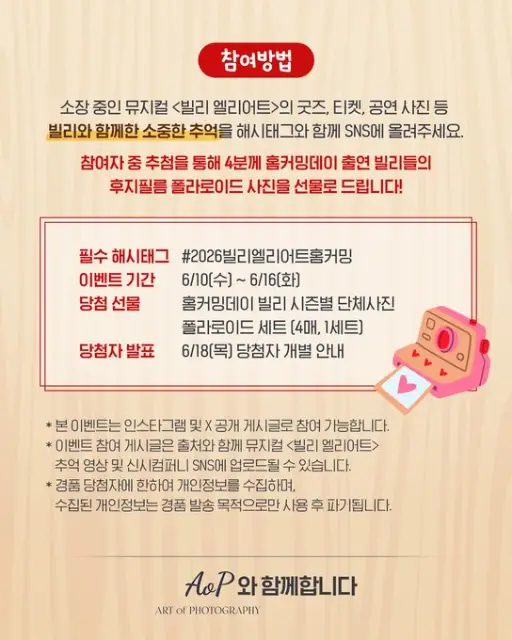 참여방법
소장 중인 뮤지컬 <빌리 엘리어트>의 굿즈, 티켓, 공연 사진 등
빌리와 함께한 소중한 추억을 해시태그와 함께 SNS에 올려주세요.
참여자 중 추첨을 통해 4분께 홈커밍데이 출연 빌리들의
후지필름 폴라로이드 사진을 선물로 드립니다!
필수 해시태그 #2026빌리엘리어트홈커밍
이벤트 기간 6/10(수) ~ 6/16(화)
당첨 선물 홈커밍데이 빌리 시즌별 단체사진
폴라로이드 세트 (4매, 1세트)
당첨자 발표 6/18(목) 당첨자 개별 안내
* 본 이벤트는 인스타그램 및 X 공개 게시글로 참여 가능합니다.
* 이벤트 참여 게시글은 출처와 함께 뮤지컬 <빌리 엘리어트>
추억 영상 및 신시컴퍼니 SNS에 업로드될 수 있습니다.
* 경품 당첨자에 한하여 개인정보를 수집하며,
수집된 개인정보는 경품 발송 목적으로만 사용 후 파기됩니다.
AoP와 함께합니다
ART of PHOTOGRAPHY